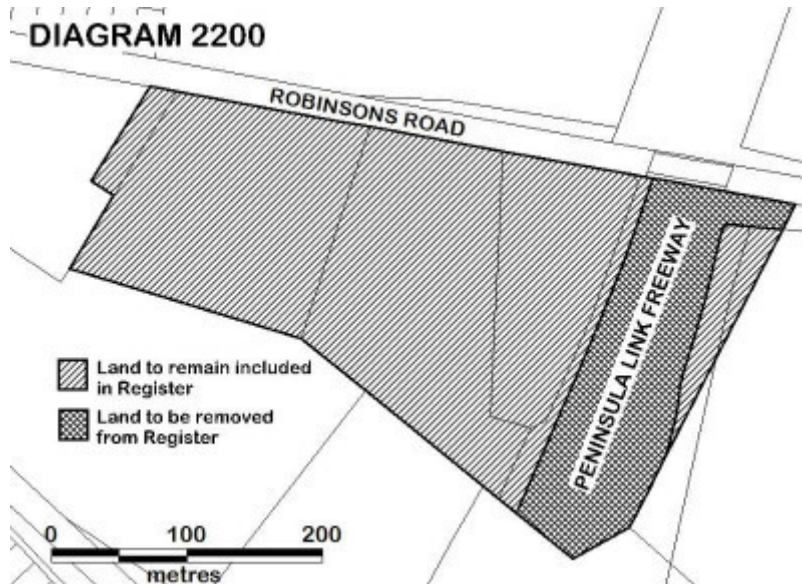 DIAGRAM 2200
ROBINSONS ROAD
PENINSULA LINK FREEWAY
Land to remain included
in Register
Land to be removed
from Register
0 100 200
metres